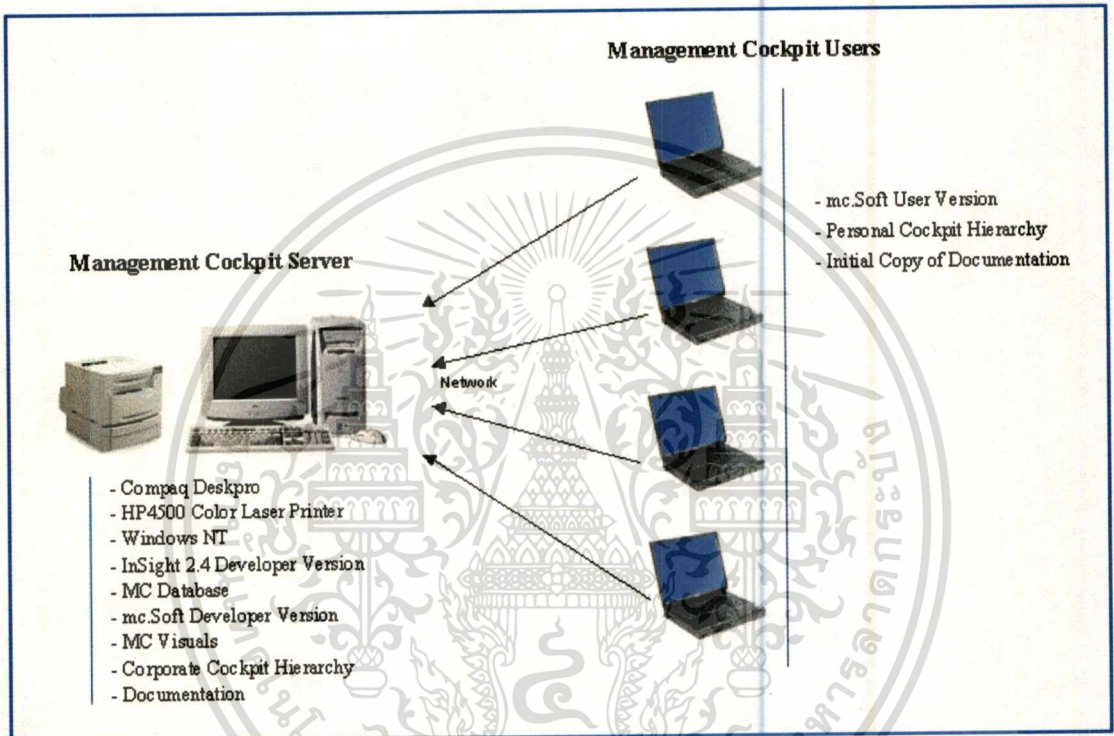 Management Cockpit Users
- mc.Soft User Version
- Personal Cockpit Hierarchy
- Initial Copy of Documentation
Management Cockpit Server
Network
- Compaq Deskpro
- HP4500 Color Laser Printer
- Windows NT
- InSight 2.4 Developer Version
- MC Database
- mc.Soft Developer Version
- MC Visuals
- Corporate Cockpit Hierarchy
- Documentation